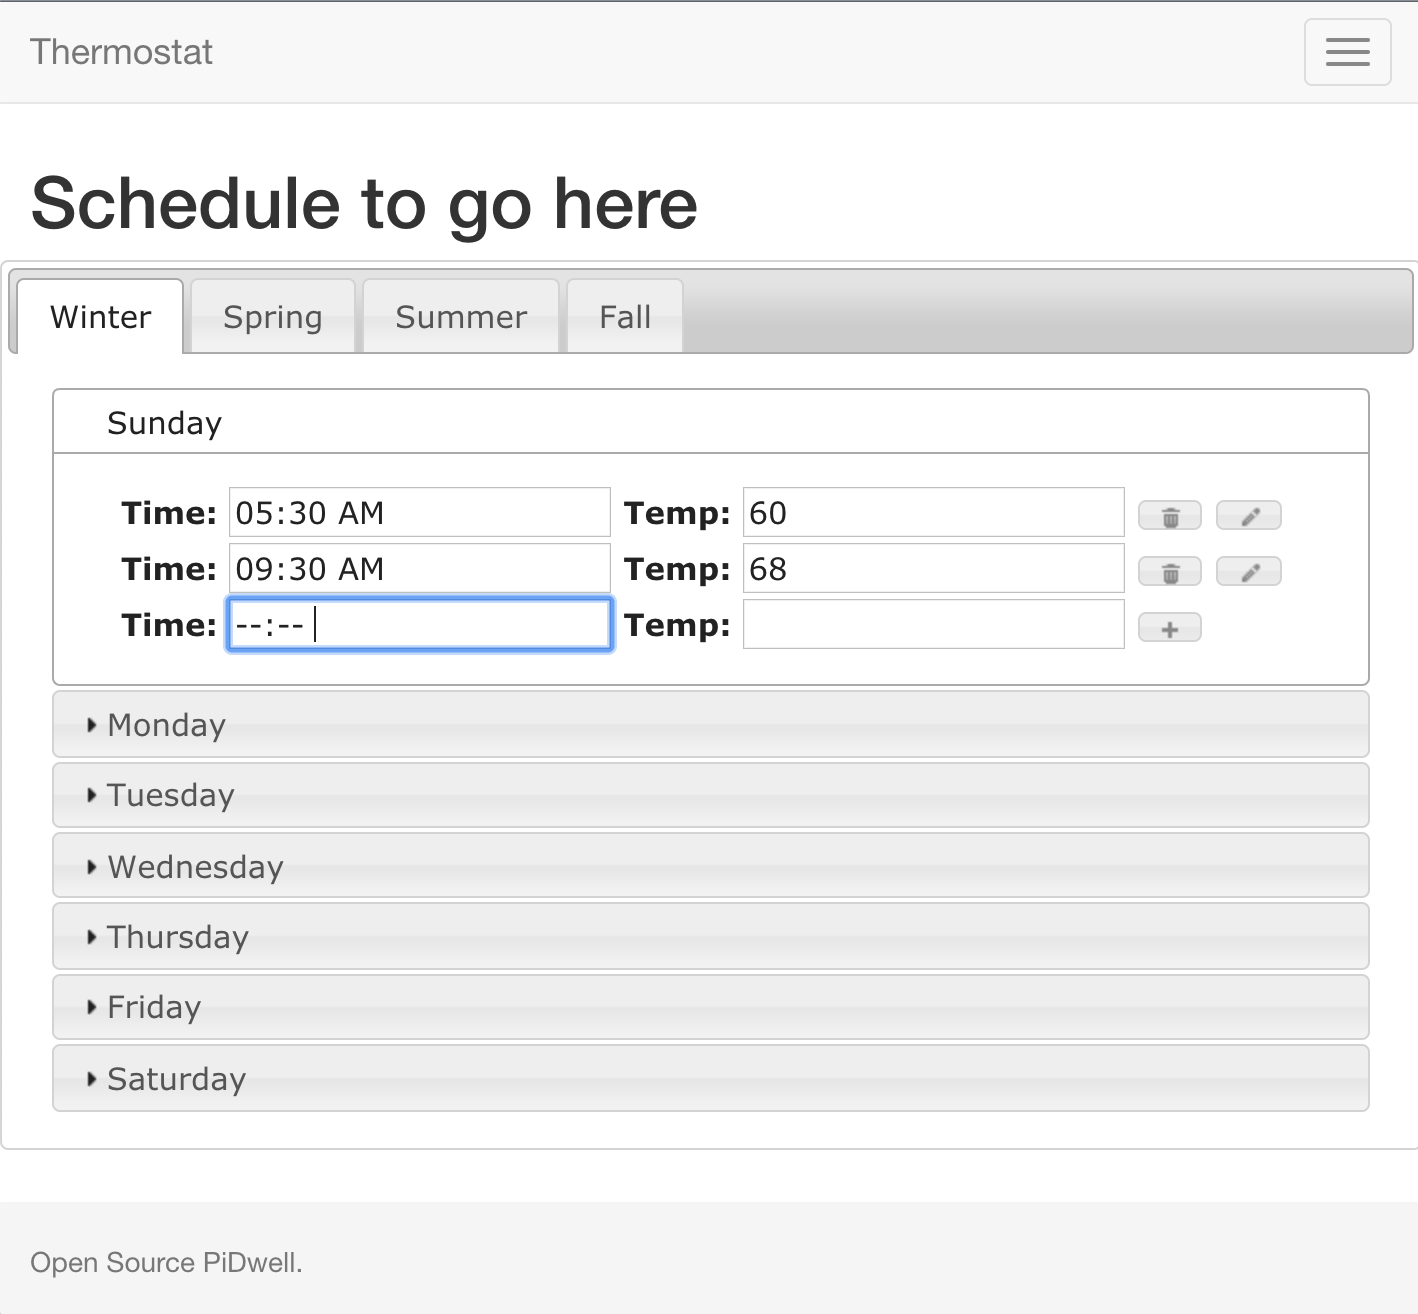 Thermostat
Schedule to go here
Winter Spring Summer Fall
Sunday
Time: 05:30 AM Temp: 60
Time: 09:30 AM Temp: 68
Time: --:-- Temp:
Monday
Tuesday
Wednesday
Thursday
Friday
Saturday
Open Source PiDwell.